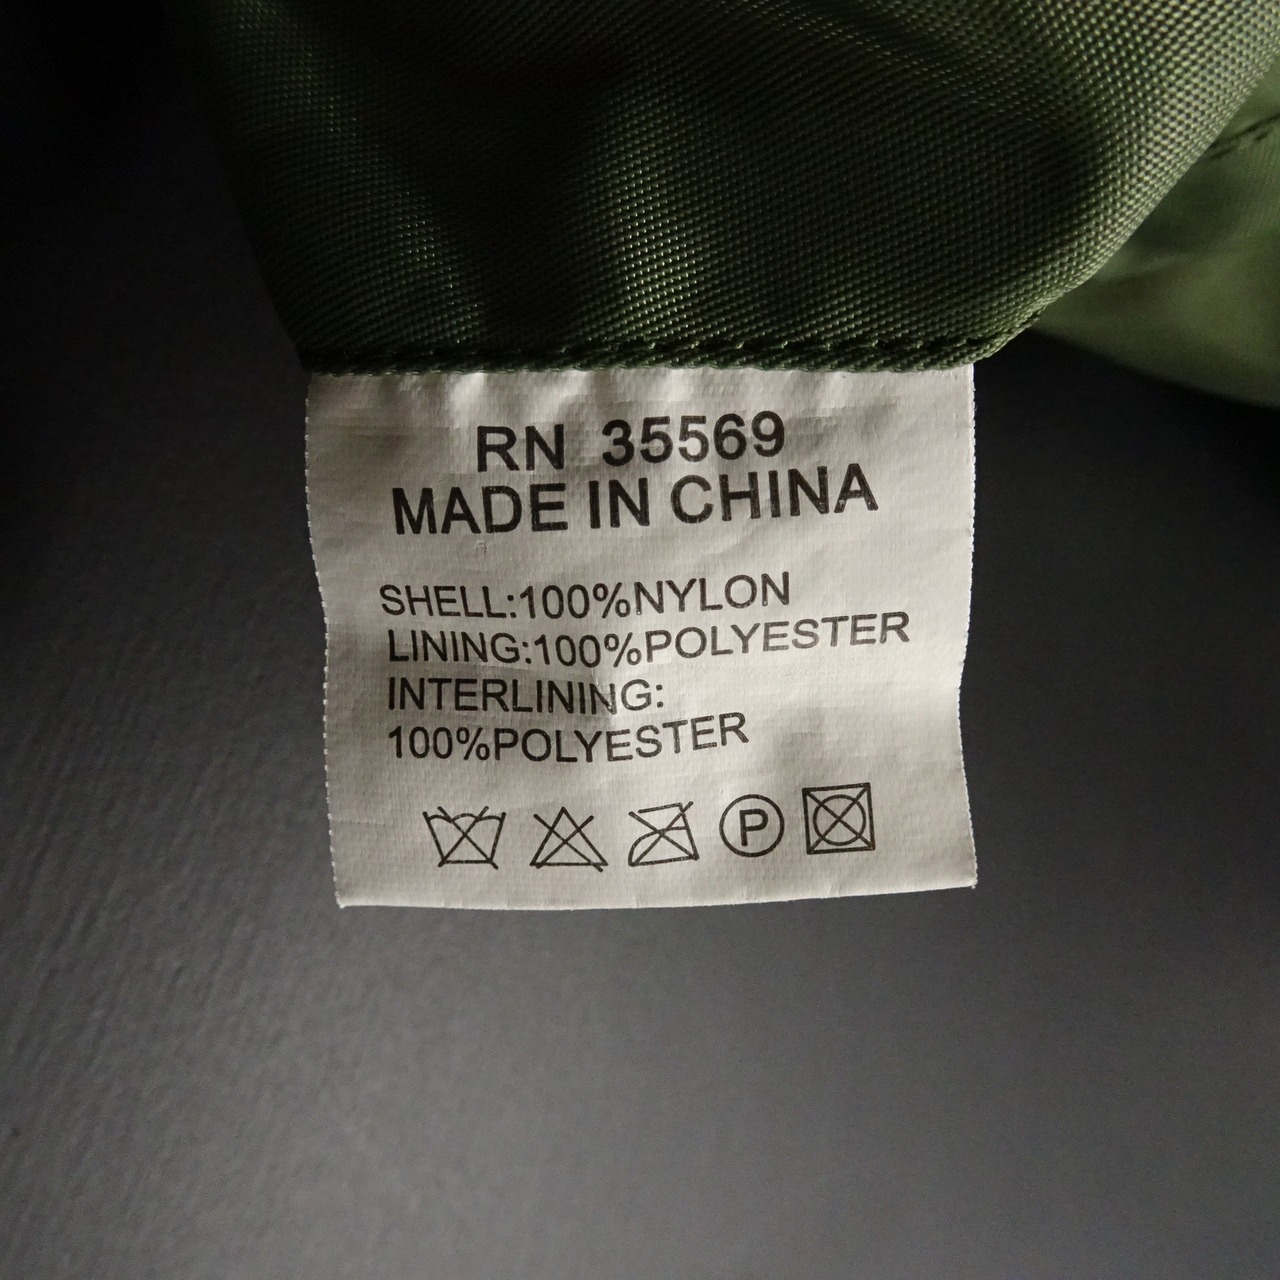 RN 35569
MADE IN CHINA
SHELL:100%NYLON
LINING:100%POLYESTER
INTERLINING:
100%POLYESTER
P